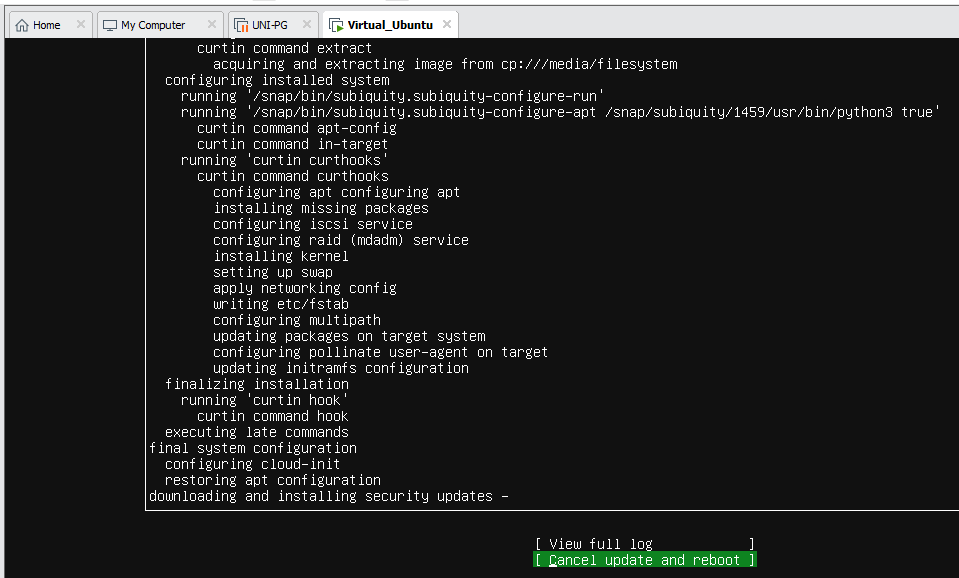 Home My Computer UNI-PG Virtual_Ubuntu
curtin command extract
acquiring and extracting image from cp:///media/filesystem
configuring installed system
running '/snap/bin/subiquity.subiquity-configure-run'
running '/snap/bin/subiquity.subiquity-configure-apt /snap/subiquity/1459/usr/bin/python3 true'
curtin command apt-config
curtin command in-target
running 'curtin curthooks'
curtin command curthooks
configuring apt configuring apt
installing missing packages
configuring iscsi service
configuring raid (mdadm) service
installing kernel
setting up swap
apply networking config
writing etc/fstab
configuring multipath
updating packages on target system
configuring pollinate user-agent on target
updating initramfs configuration
finalizing installation
running 'curtin hook'
curtin command hook
executing late commands
final system configuration
configuring cloud-init
restoring apt configuration
downloading and installing security updates -
[ View full log ]
[ Cancel update and reboot ]